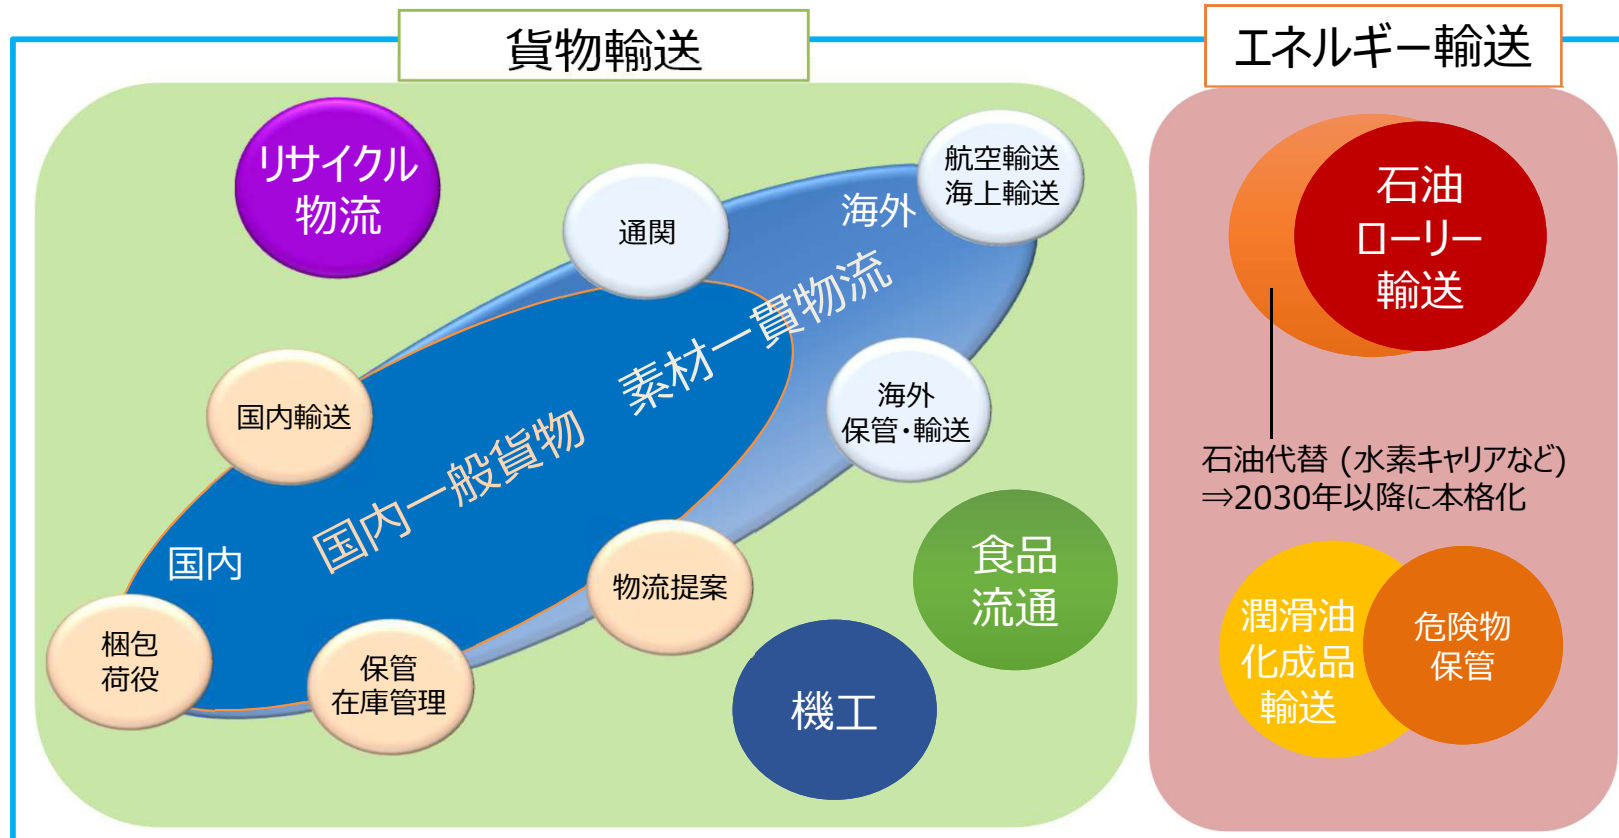 貨物輸送
エネルギー輸送
リサイクル
物流
通関
航空輸送
海上輸送
海外
国内輸送
海外
保管・輸送
国内一般貨物　素材一貫物流
国内
物流提案
梱包
荷役
保管
在庫管理
食品
流通
機工
石油
ローリー
輸送
石油代替 (水素キャリアなど)
⇒2030年以降に本格化
潤滑油
化成品
輸送
危険物
保管